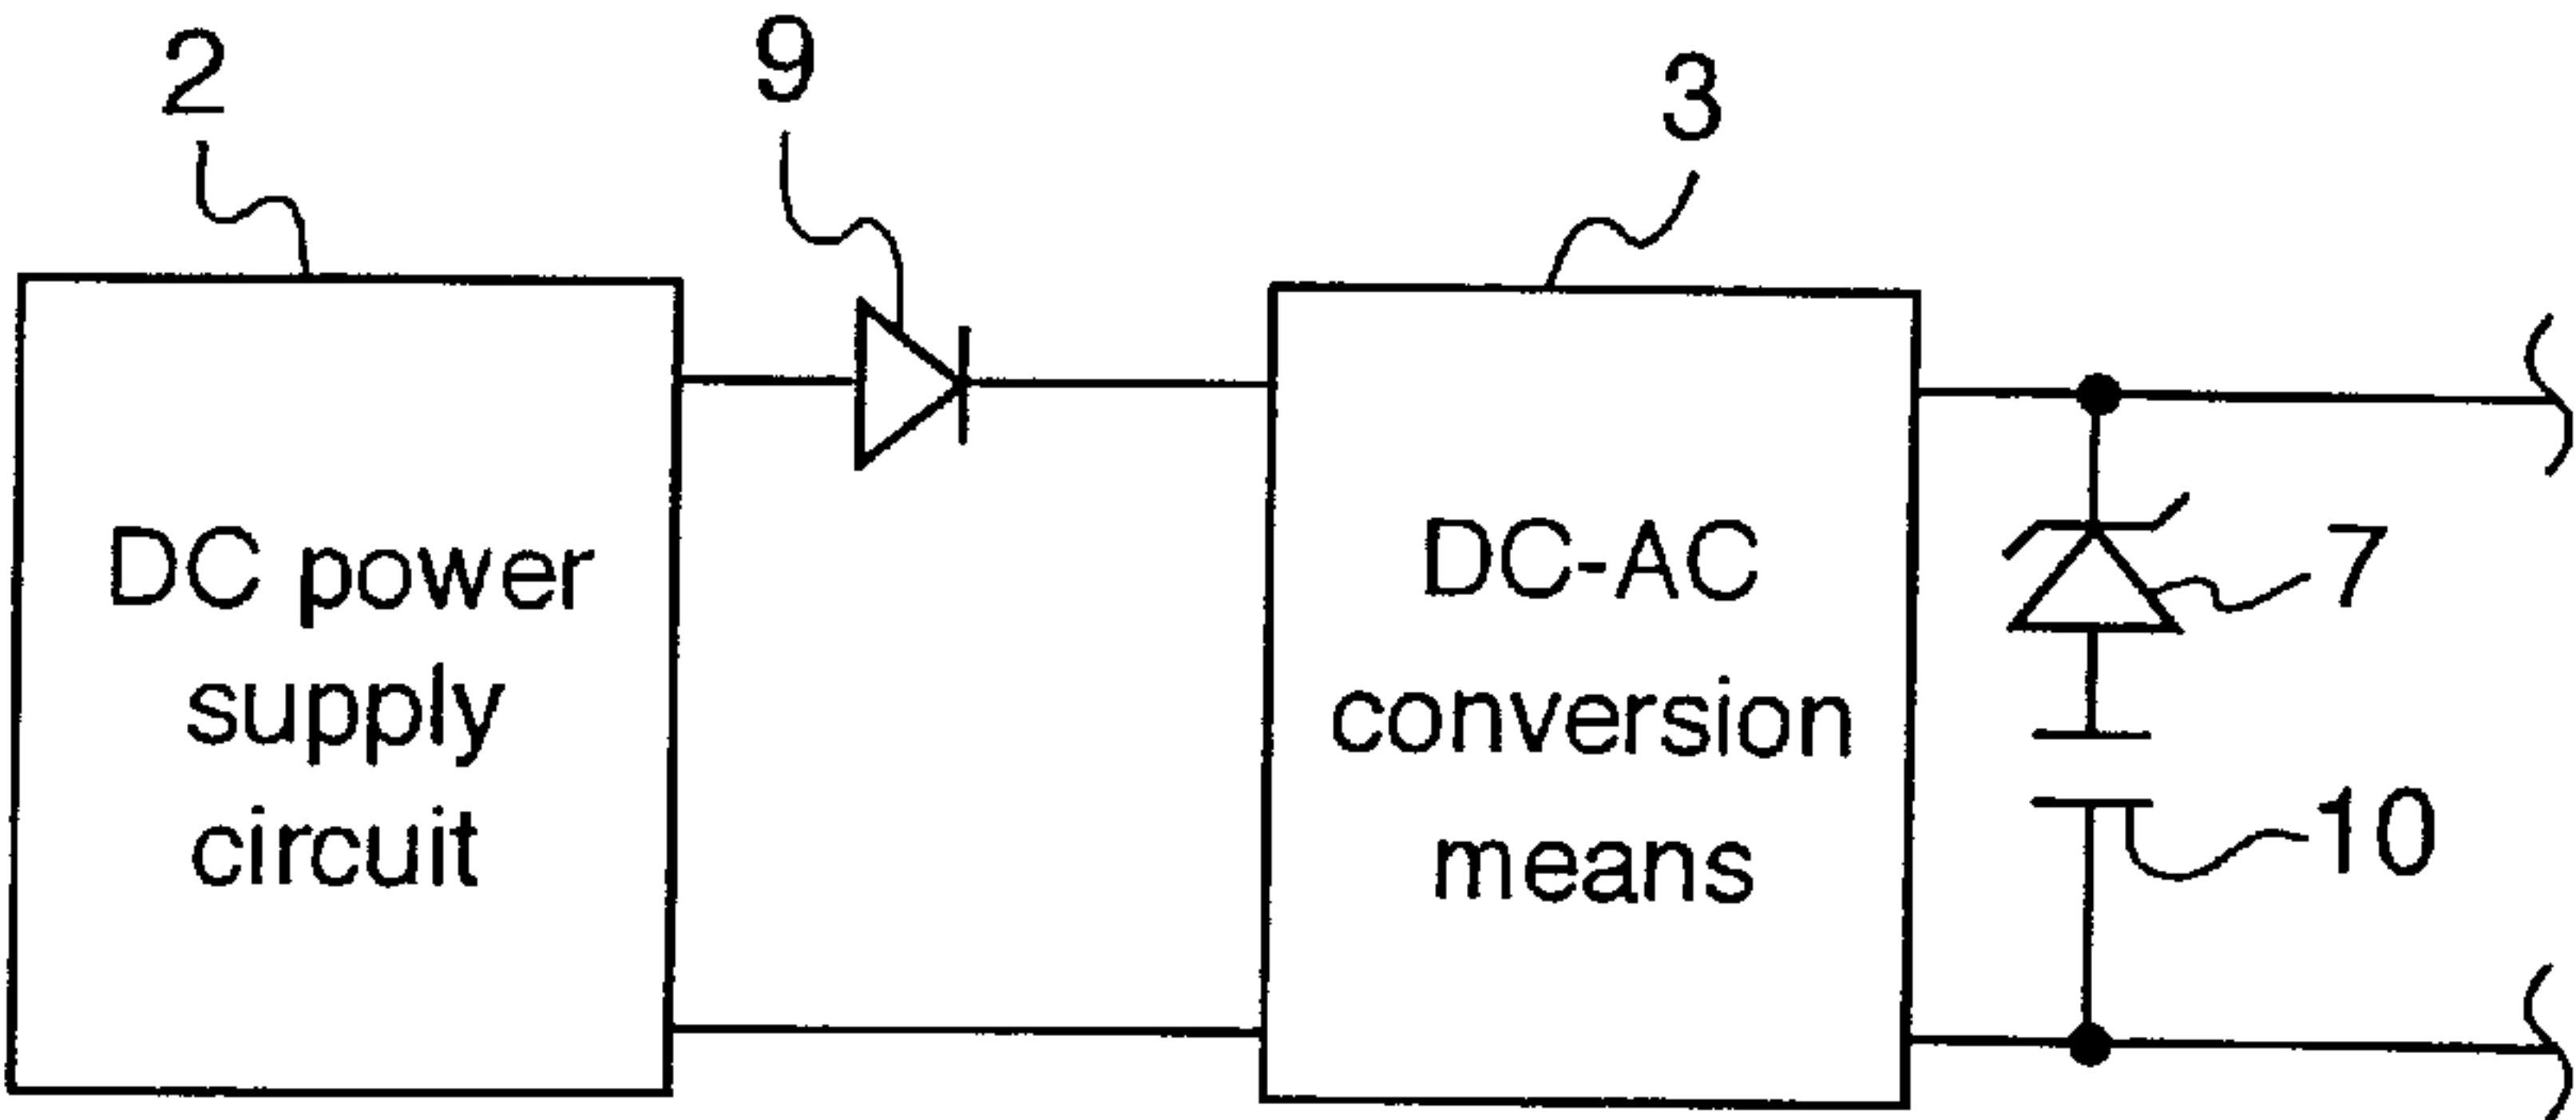 2
9
3
DC power
supply
circuit
DC-AC
conversion
means
7
10